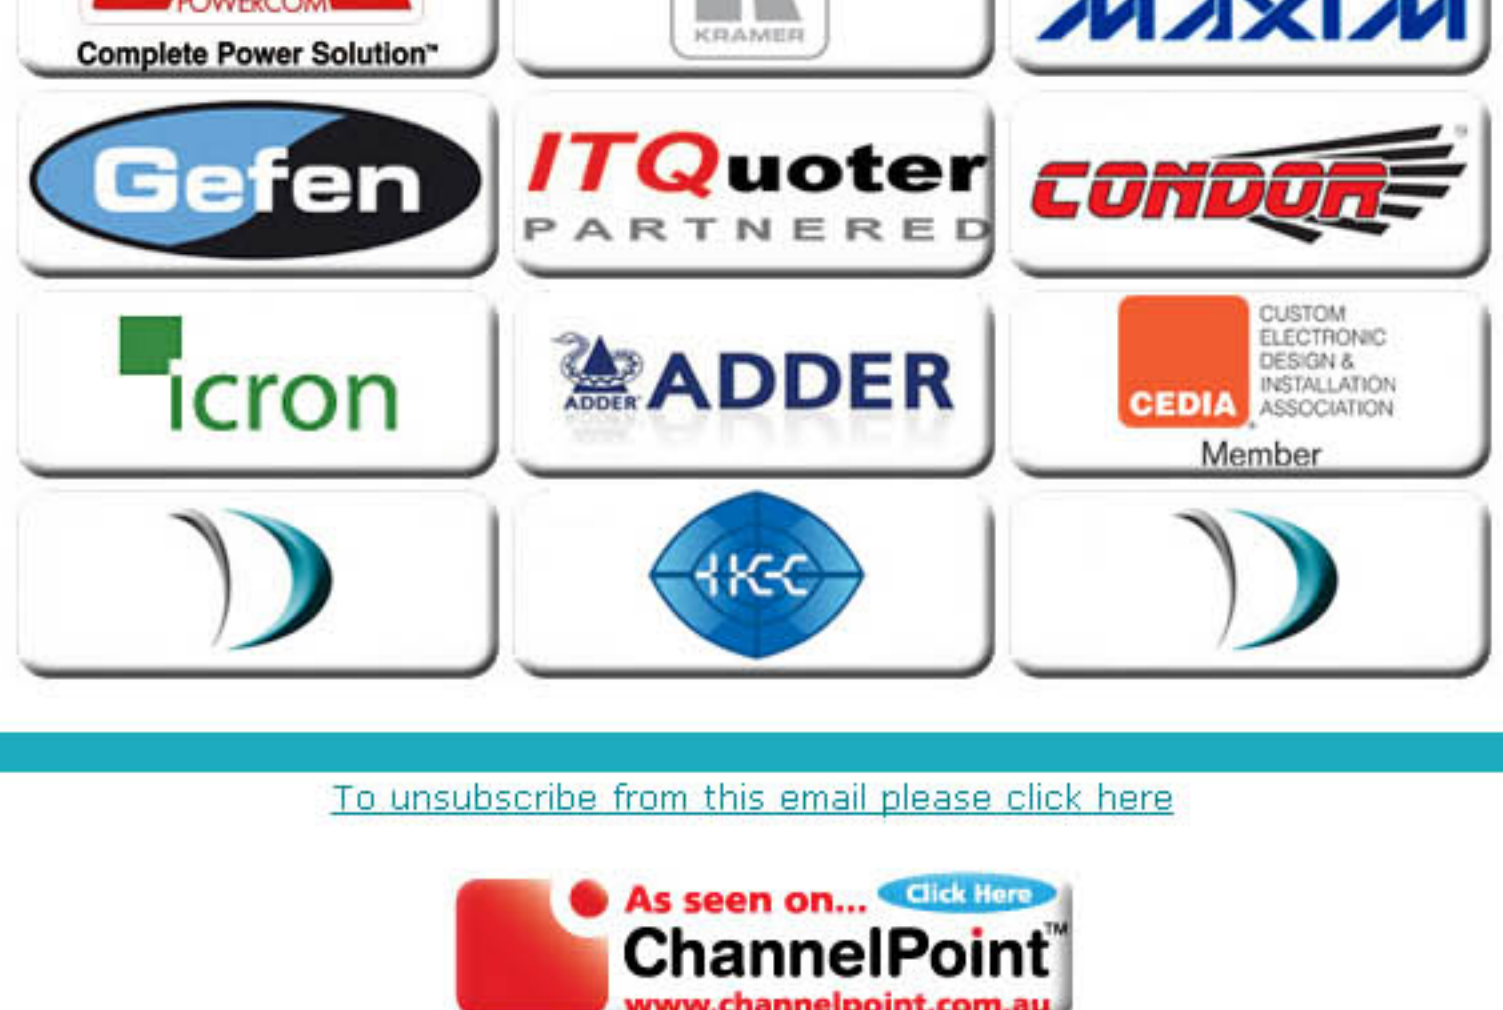 POWERCOM
Complete Power Solution™
KRAMER
MAXIM
Gefen
ITQuoter
PARTNERED
CONDOR
icron
ADDER
ADDER
CEDIA
CUSTOM
ELECTRONIC
DESIGN &
INSTALLATION
ASSOCIATION
Member
To unsubscribe from this email please click here
As seen on...
Click Here
ChannelPoint™
www.channelpoint.com.au